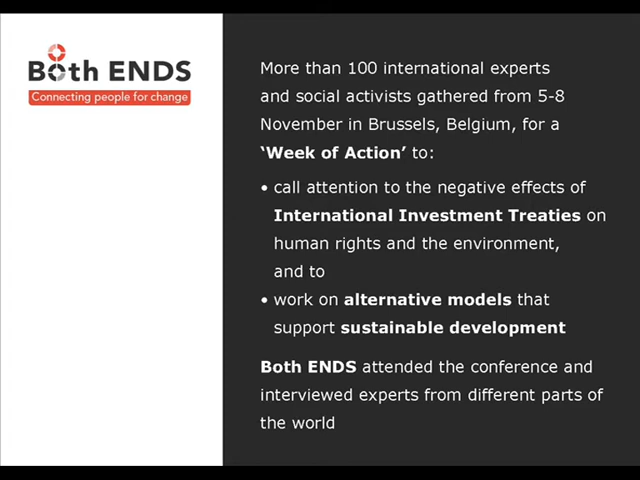 Both ENDS
Connecting people for change
More than 100 international experts
and social activists gathered from 5-8
November in Brussels, Belgium, for a
‘Week of Action’ to:
• call attention to the negative effects of
International Investment Treaties on
human rights and the environment,
and to
• work on alternative models that
support sustainable development
Both ENDS attended the conference and
interviewed experts from different parts of
the world